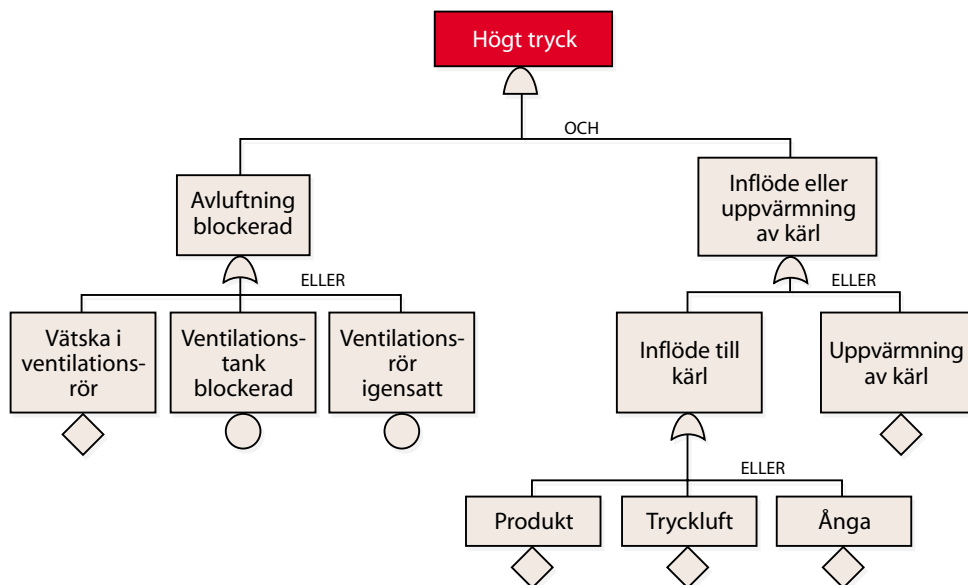 Högt tryck
OCH
Avluftning
blockerad
Inflöde eller
uppvärmning
av kärl
ELLER
ELLER
Vätska i
ventilations-
rör
Ventilations-
tank
blockerad
Ventilations-
rör
igensatt
Inflöde till
kärl
Uppvärmning
av kärl
ELLER
Produkt
Tryckluft
Ånga